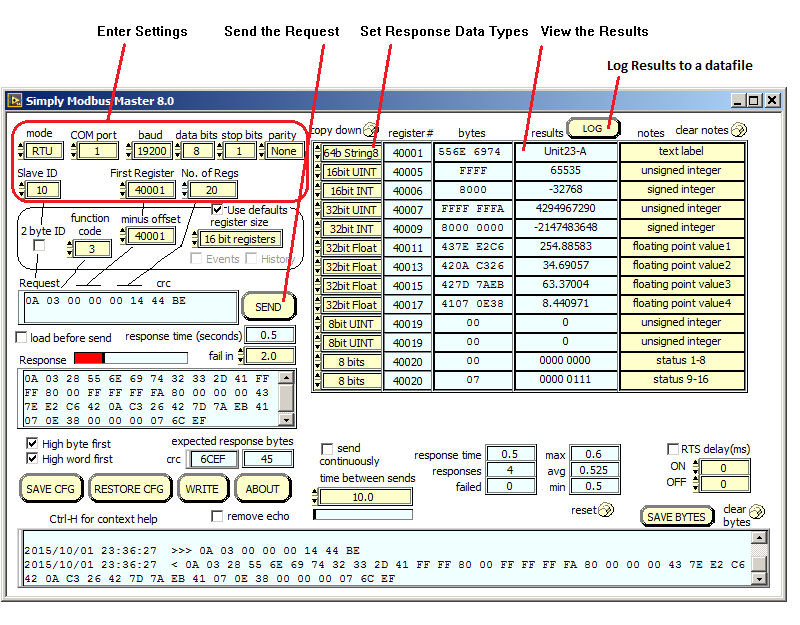 Enter Settings Send the Request Set Response Data Types View the Results
Log Results to a datafile
Simply Modbus Master 8.0
mode COM port baud data bits stop bits parity
RTU 1 19200 8 1 None
Slave ID First Register No. of Regs
10 40001 20
2 byte ID function code minus offset Use defaults register size
3 40001 16 bit registers
Events History
Request crc
0A 03 00 00 00 14 44 BE SEND
load before send response time (seconds) 0.5
Response fail in 2.0
0A 03 28 55 6E 69 74 32 33 2D 41 FF
FF 80 00 FF FF FF FA 80 00 00 00 43
7E E2 C6 42 0A C3 26 42 7D 7A EB 41
07 0E 38 00 00 00 07 6C EF
High byte first expected response bytes
High word first crc 6CEF 45
SAVE CFG RESTORE CFG WRITE ABOUT
Ctrl-H for context help remove echo
copy down register# bytes results LOG notes clear notes
64b String8 40001 556E 6974 Unit23-A text label
16bit UINT 40005 FFFF 65535 unsigned integer
16bit INT 40006 8000 -32768 signed integer
32bit UINT 40007 FFFF FFFA 4294967290 unsigned integer
32bit INT 40009 8000 0000 -2147483648 signed integer
32bit Float 40011 437E E2C6 254.88583 floating point value1
32bit Float 40013 420A C326 34.69057 floating point value2
32bit Float 40015 427D 7AEB 63.37004 floating point value3
32bit Float 40017 4107 0E38 8.440971 floating point value4
8bit UINT 40019 00 0 unsigned integer
8bit UINT 40019 00 0 unsigned integer
8 bits 40020 00 0000 0000 status 1-8
8 bits 40020 07 0000 0111 status 9-16
send continuously
time between sends
10.0
response time 0.5 max 0.6
responses 4 avg 0.525
failed 0 min 0.5
reset
RTS delay(ms)
ON 0
OFF 0
SAVE BYTES clear bytes
2015/10/01 23:36:27 >>> 0A 03 00 00 00 14 44 BE
2015/10/01 23:36:27 < 0A 03 28 55 6E 69 74 32 33 2D 41 FF FF 80 00 FF FF FF FA 80 00 00 00 43 7E E2 C6
42 0A C3 26 42 7D 7A EB 41 07 0E 38 00 00 00 07 6C EF